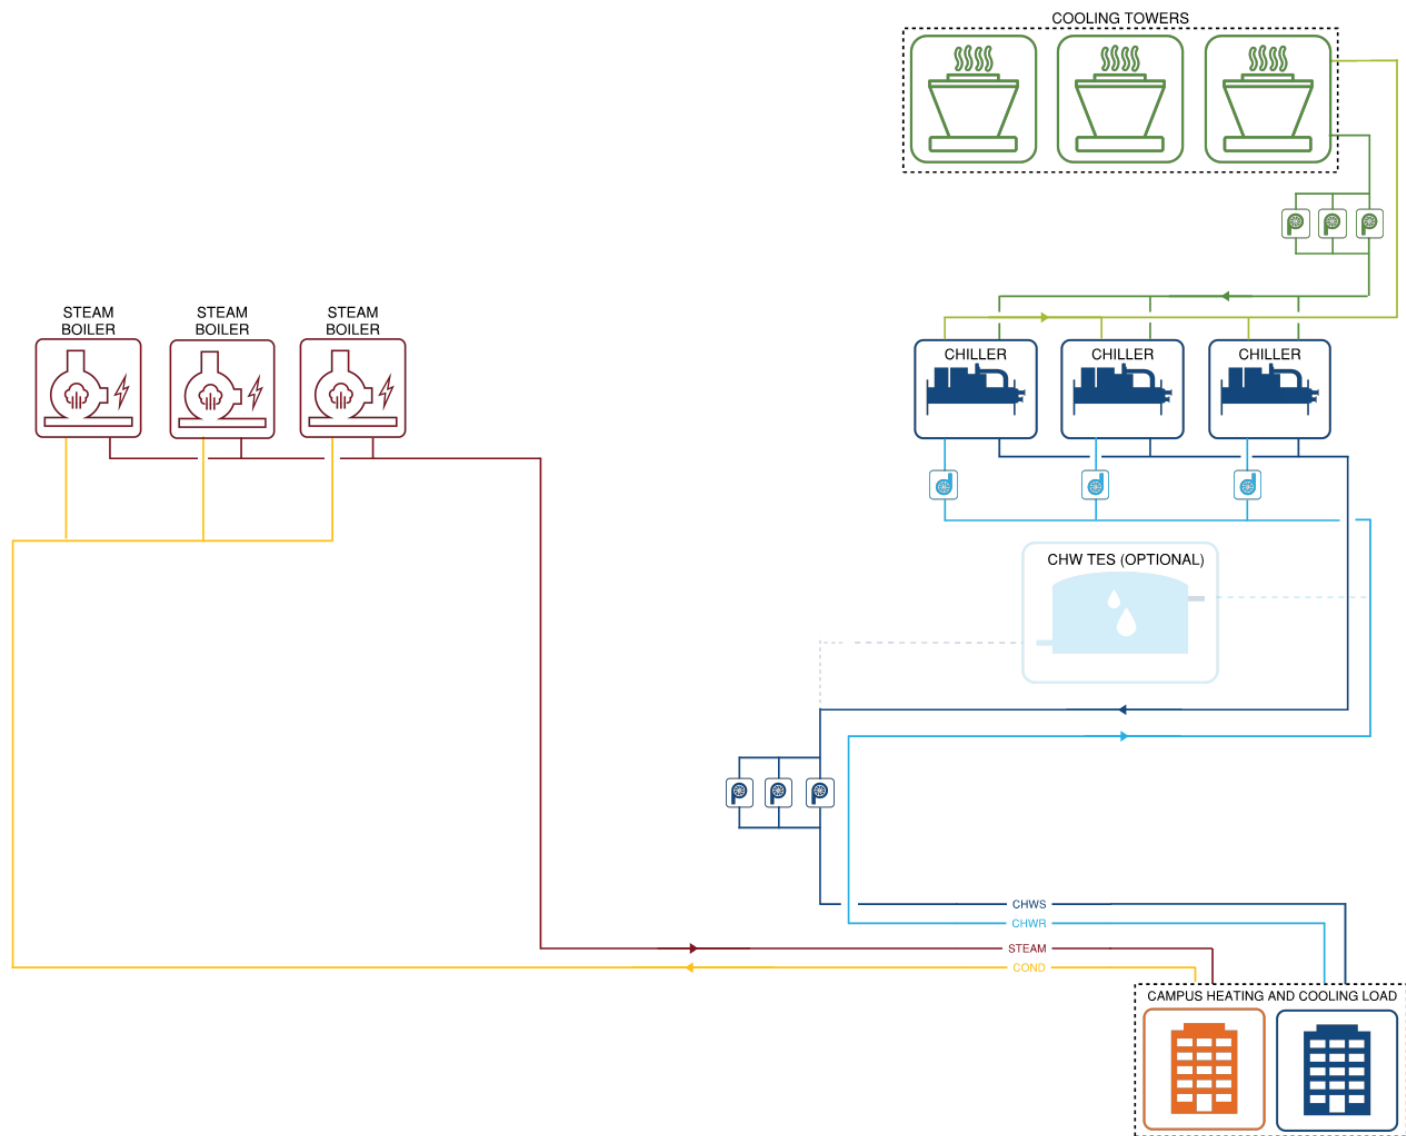 COOLING TOWERS
STEAM
BOILER
STEAM
BOILER
STEAM
BOILER
CHILLER
CHILLER
CHILLER
CHW TES (OPTIONAL)
CHWS
CHWR
STEAM
COND
CAMPUS HEATING AND COOLING LOAD